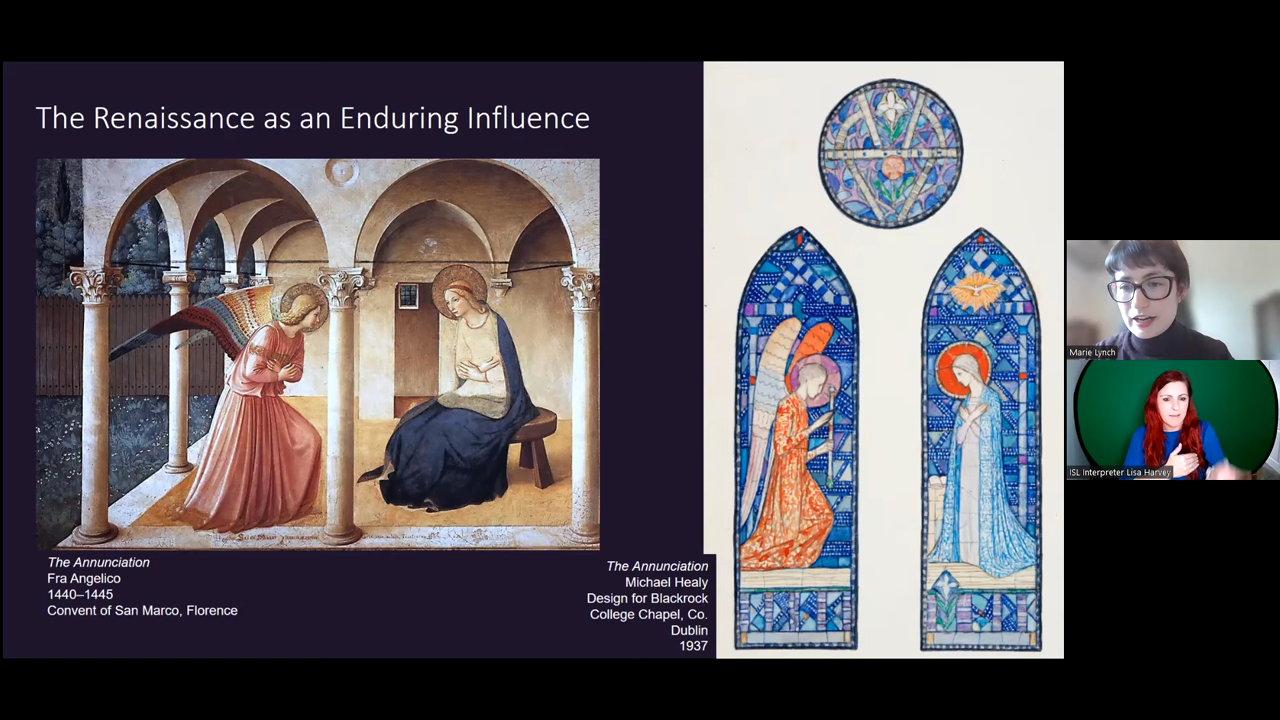 The Renaissance as an Enduring Influence
The Annunciation
Fra Angelico
1440–1445
Convent of San Marco, Florence
The Annunciation
Michael Healy
Design for Blackrock
College Chapel, Co.
Dublin
1937
Marie Lynch
ISL Interpreter Lisa Harvey